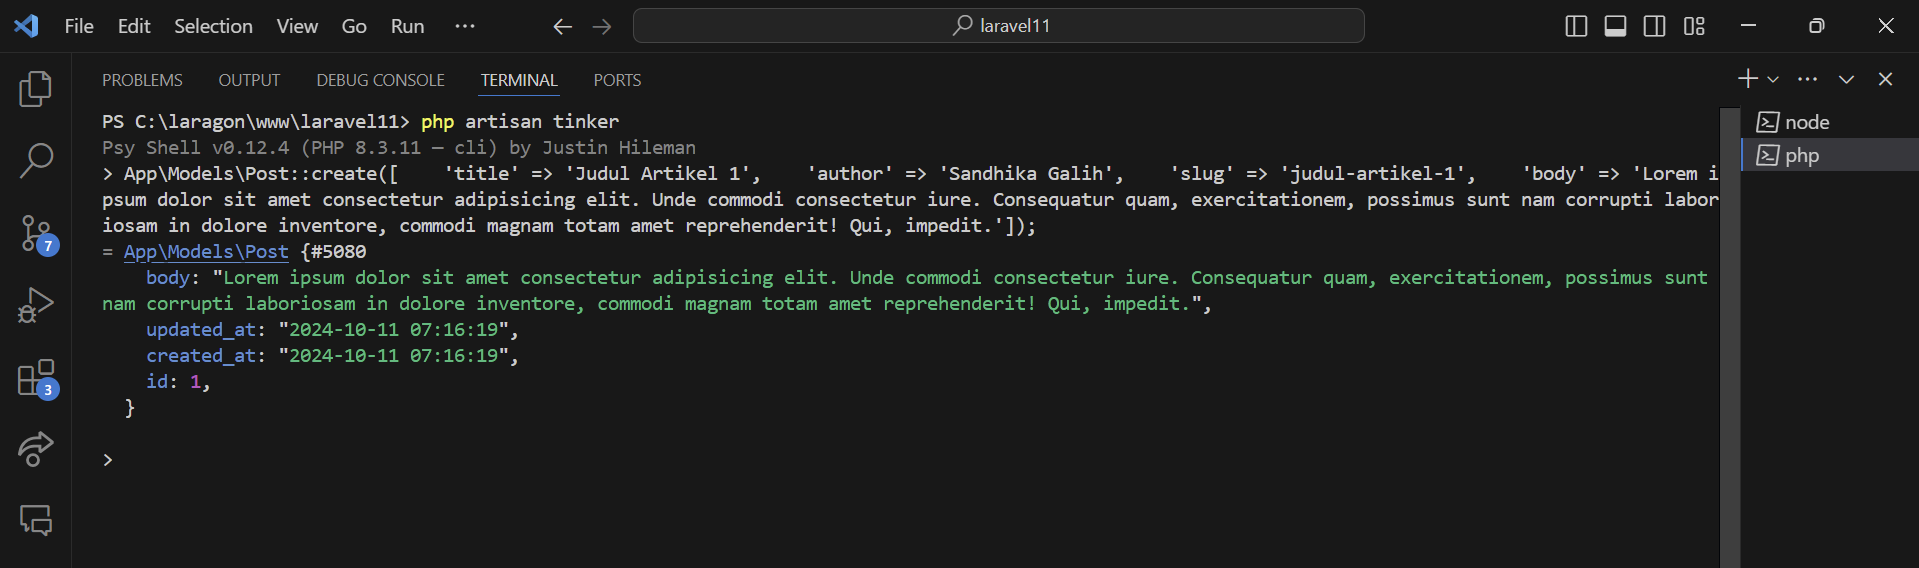 File Edit Selection View Go Run ··· laravel11
PROBLEMS OUTPUT DEBUG CONSOLE TERMINAL PORTS
PS C:\laragon\www\laravel11> php artisan tinker
Psy Shell v0.12.4 (PHP 8.3.11 — cli) by Justin Hileman
> App\Models\Post::create([    'title' => 'Judul Artikel 1',    'author' => 'Sandhika Galih',    'slug' => 'judul-artikel-1',    'body' => 'Lorem i
psum dolor sit amet consectetur adipisicing elit. Unde commodi consectetur iure. Consequatur quam, exercitationem, possimus sunt nam corrupti labor
iosam in dolore inventore, commodi magnam totam amet reprehenderit! Qui, impedit.']);
= App\Models\Post {#5080
    body: "Lorem ipsum dolor sit amet consectetur adipisicing elit. Unde commodi consectetur iure. Consequatur quam, exercitationem, possimus sunt
nam corrupti laboriosam in dolore inventore, commodi magnam totam amet reprehenderit! Qui, impedit.",
    updated_at: "2024-10-11 07:16:19",
    created_at: "2024-10-11 07:16:19",
    id: 1,
  }
>
node
php
7
3